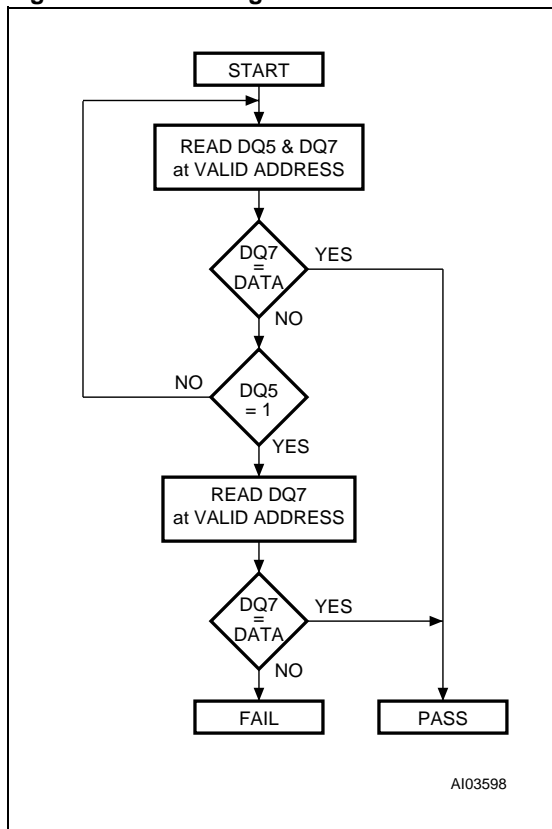 START
READ DQ5 & DQ7
at VALID ADDRESS
DQ7
=
DATA
YES
NO
NO
DQ5
= 1
YES
READ DQ7
at VALID ADDRESS
DQ7
=
DATA
YES
NO
FAIL
PASS
AI03598